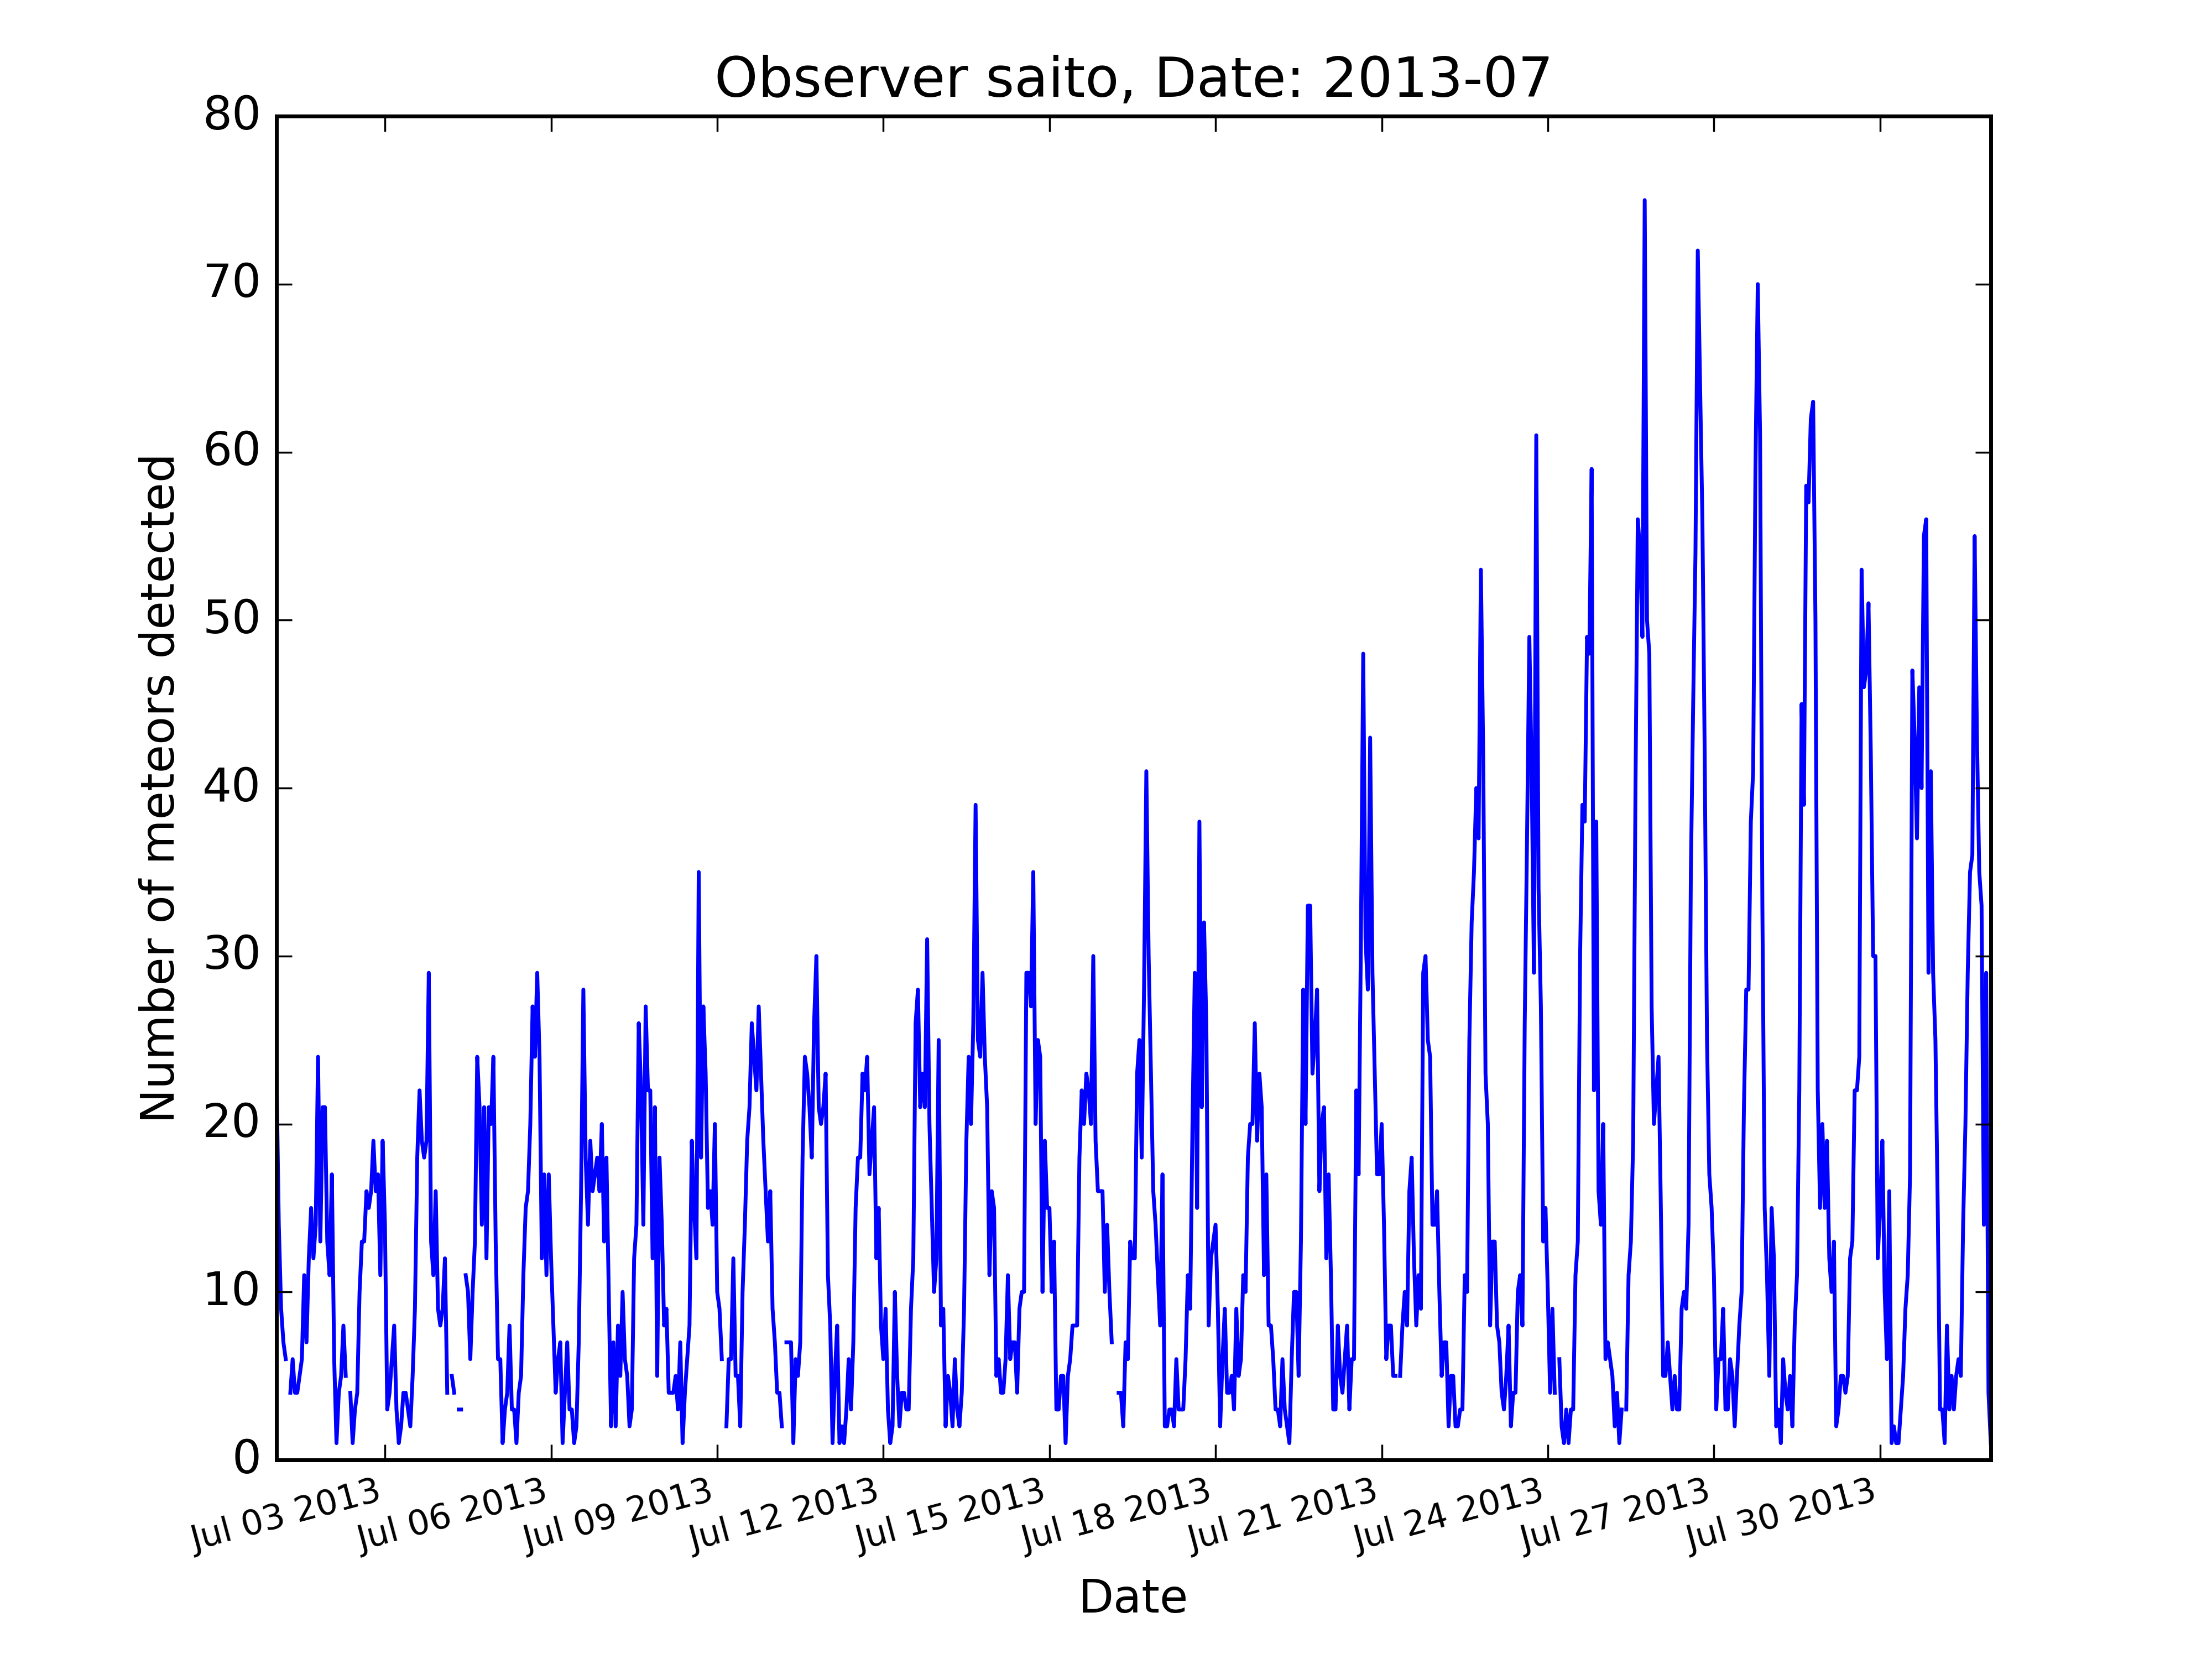 Observer saito, Date: 2013-07
Number of meteors detected
80
70
60
50
40
30
20
10
0
Jul 03 2013
Jul 06 2013
Jul 09 2013
Jul 12 2013
Jul 15 2013
Jul 18 2013
Jul 21 2013
Jul 24 2013
Jul 27 2013
Jul 30 2013
Date